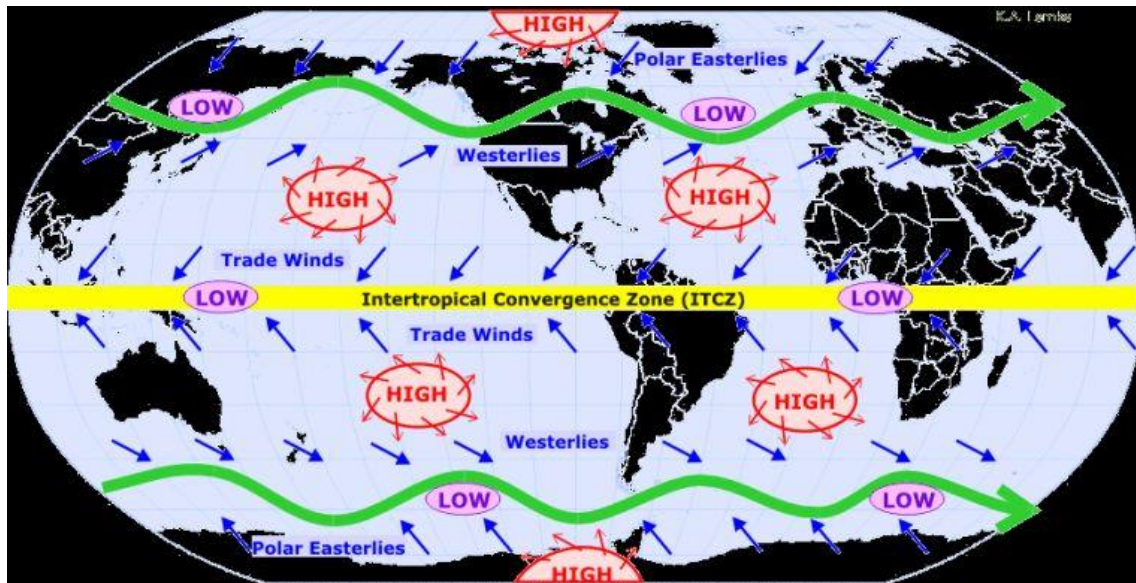 HIGH
K.A. Lemke
Polar Easterlies
LOW
LOW
Westerlies
HIGH
HIGH
Trade Winds
LOW
Intertropical Convergence Zone (ITCZ)
LOW
Trade Winds
HIGH
HIGH
Westerlies
LOW
LOW
Polar Easterlies
HIGH